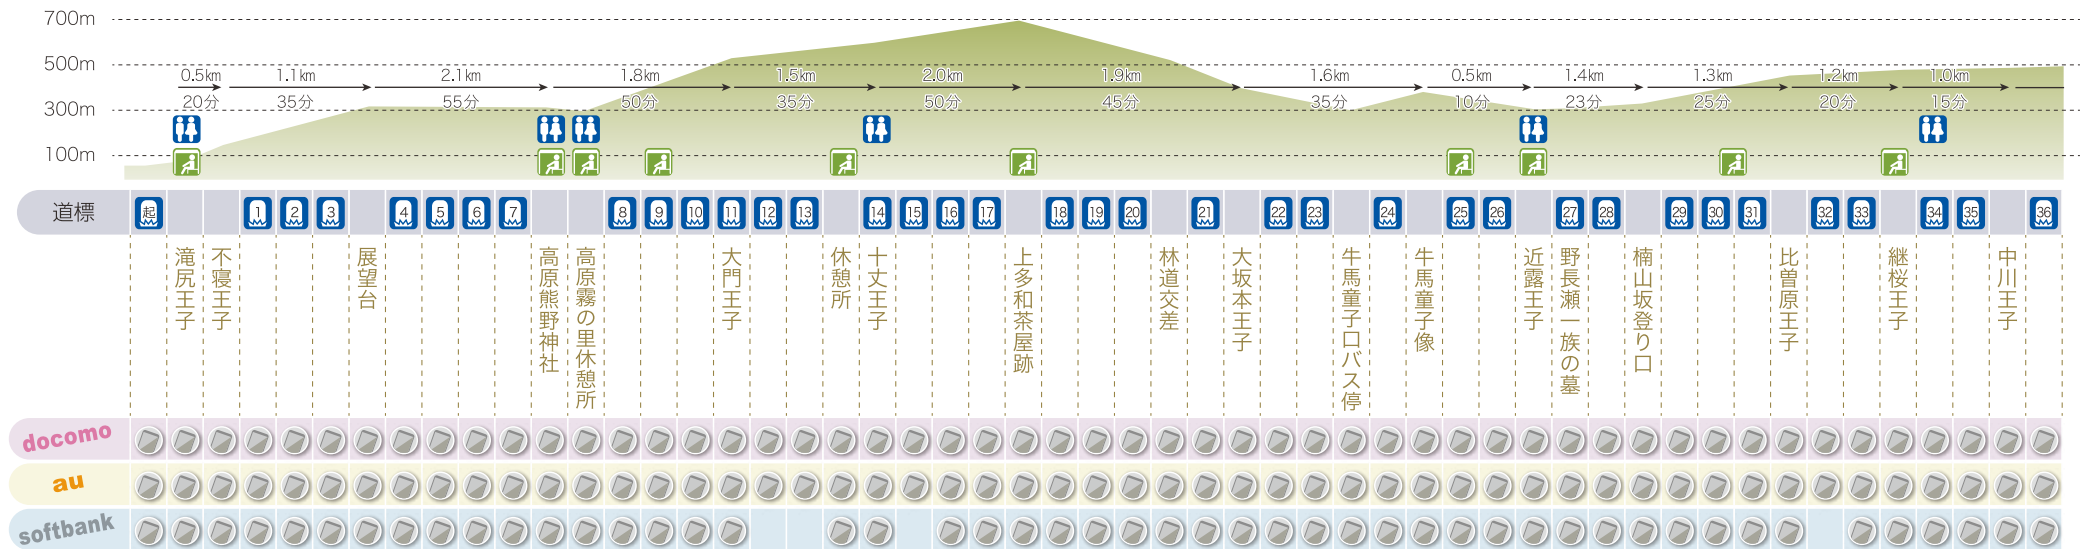 700m
500m
300m
100m
0.5km 1.1km 2.1km 1.8km 1.5km 2.0km 1.9km 1.6km 0.5km 1.4km 1.3km 1.2km 1.0km
20分 35分 55分 50分 35分 50分 45分 35分 10分 23分 25分 20分 15分
道標 起 1 2 3 4 5 6 7 8 9 10 11 12 13 14 15 16 17 18 19 20 21 22 23 24 25 26 27 28 29 30 31 32 33 34 35 36
滝尻王子
不寝王子
展望台
高原熊野神社
高原霧の里休憩所
大門王子
休憩所
十丈王子
上多和茶屋跡
林道交差
大坂本王子
牛馬童子口バス停
牛馬童子像
近露王子
野長瀬一族の墓
楠山坂登り口
比曽原王子
継桜王子
中川王子
docomo
au
softbank